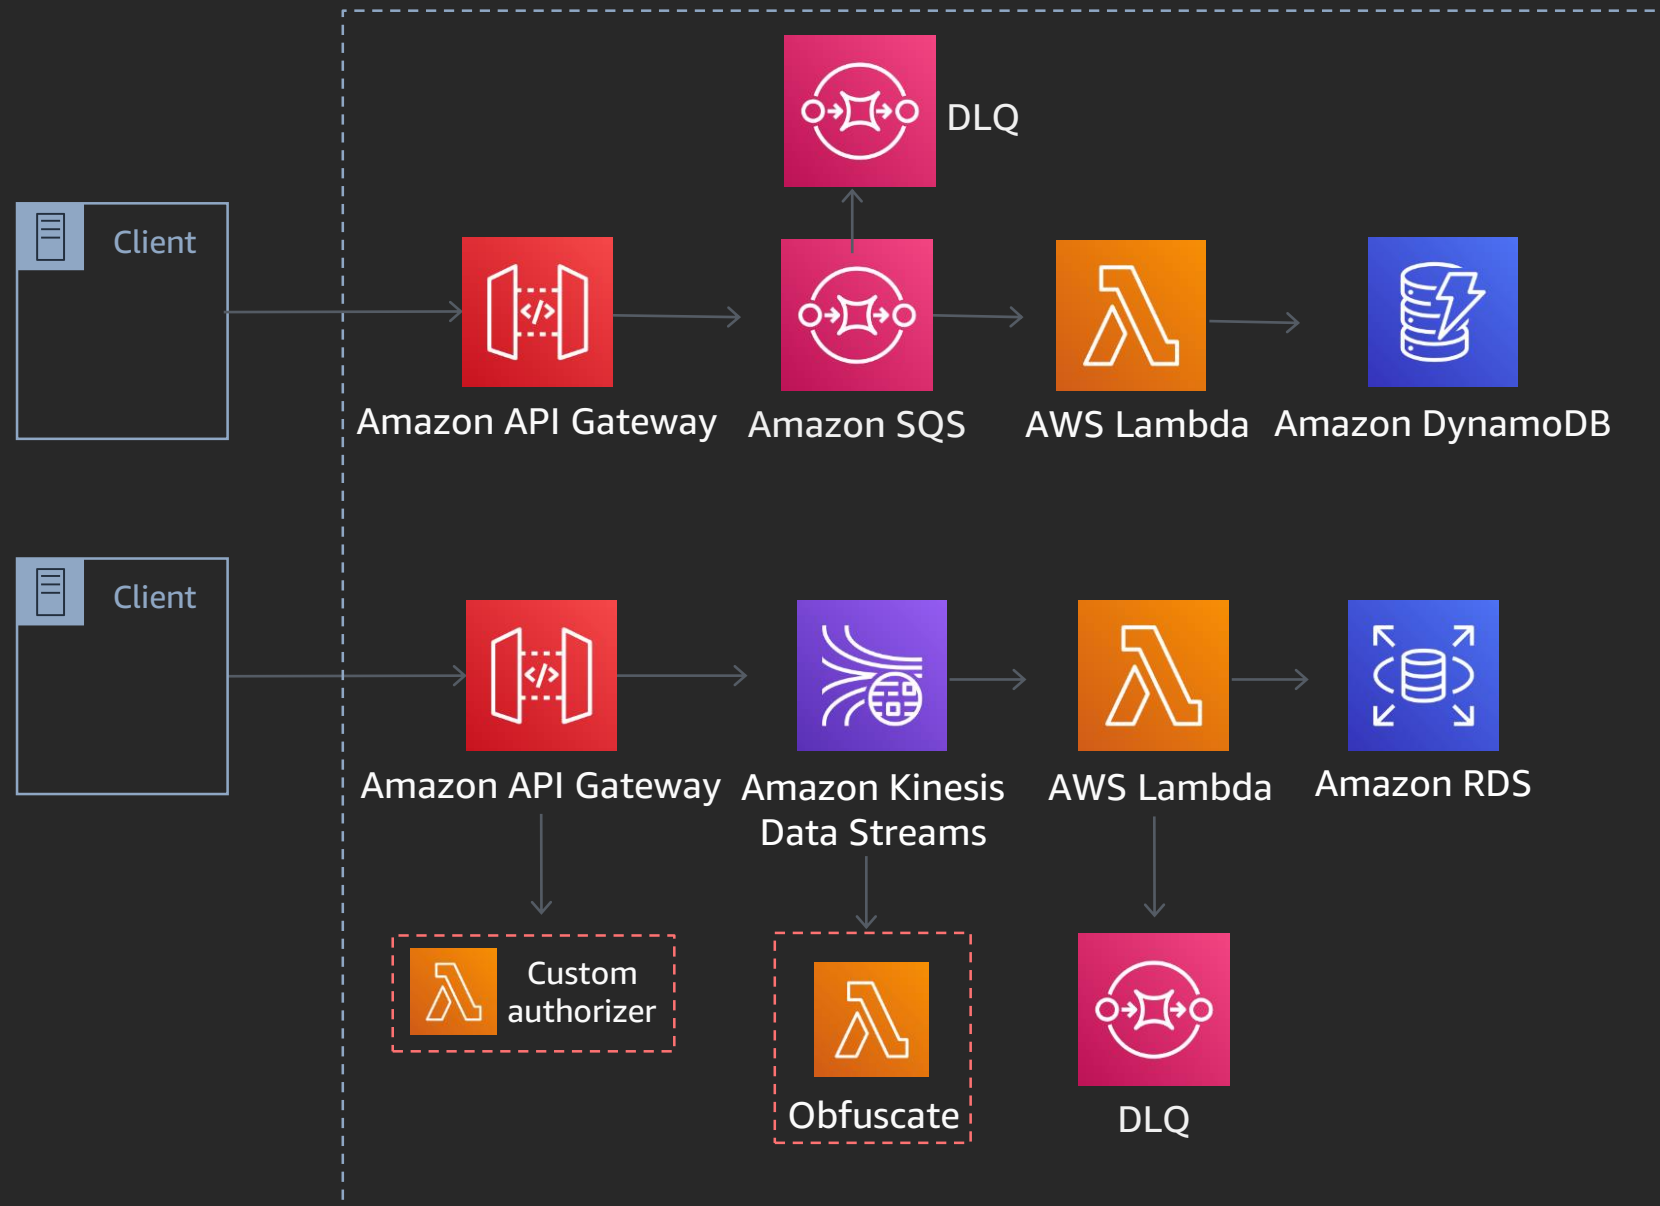 DLQ
Client
Amazon API Gateway
Amazon SQS
AWS Lambda
Amazon DynamoDB
Client
Amazon API Gateway
Amazon Kinesis
Data Streams
AWS Lambda
Amazon RDS
Custom
authorizer
Obfuscate
DLQ